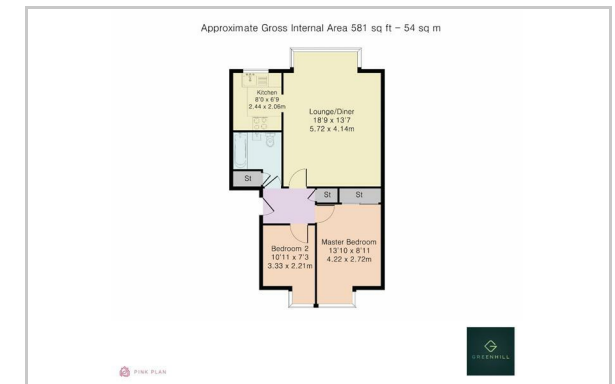 Approximate Gross Internal Area 581 sq ft – 54 sq m
Kitchen
8'0 x 6'9
2.44 x 2.06m
Lounge/Diner
18'9 x 13'7
5.72 x 4.14m
St
St
St
Bedroom 2
10'11 x 7'3
3.33 x 2.21m
Master Bedroom
13'10 x 8'11
4.22 x 2.72m
PINK PLAN
GREENHILL